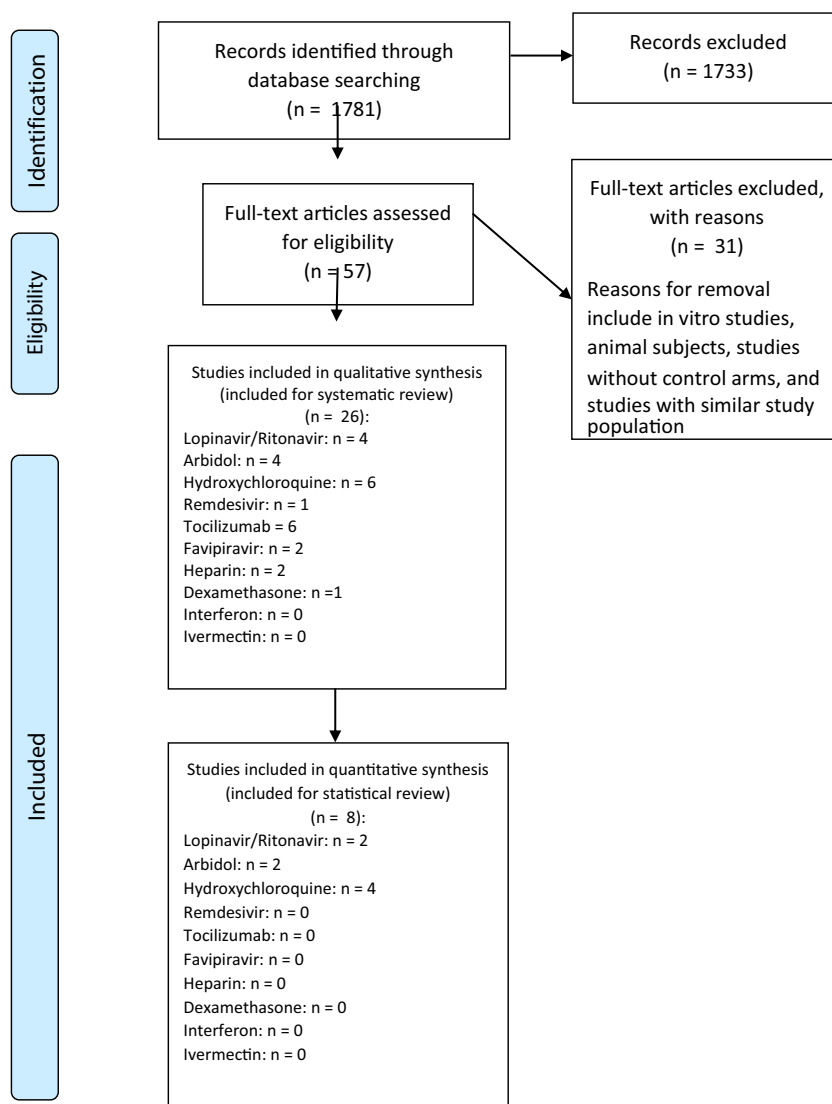 Identification
Records identified through
database searching
(n = 1781)
Records excluded
(n = 1733)
Eligibility
Full-text articles assessed
for eligibility
(n = 57)
Full-text articles excluded,
with reasons
(n = 31)
Reasons for removal
include in vitro studies,
animal subjects, studies
without control arms, and
studies with similar study
population
Included
Studies included in qualitative synthesis
(included for systematic review)
(n = 26):
Lopinavir/Ritonavir: n = 4
Arbidol: n = 4
Hydroxychloroquine: n = 6
Remdesivir: n = 1
Tocilizumab = 6
Favipiravir: n = 2
Heparin: n = 2
Dexamethasone: n =1
Interferon: n = 0
Ivermectin: n = 0
Studies included in quantitative synthesis
(included for statistical review)
(n = 8):
Lopinavir/Ritonavir: n = 2
Arbidol: n = 2
Hydroxychloroquine: n = 4
Remdesivir: n = 0
Tocilizumab: n = 0
Favipiravir: n = 0
Heparin: n = 0
Dexamethasone: n = 0
Interferon: n = 0
Ivermectin: n = 0